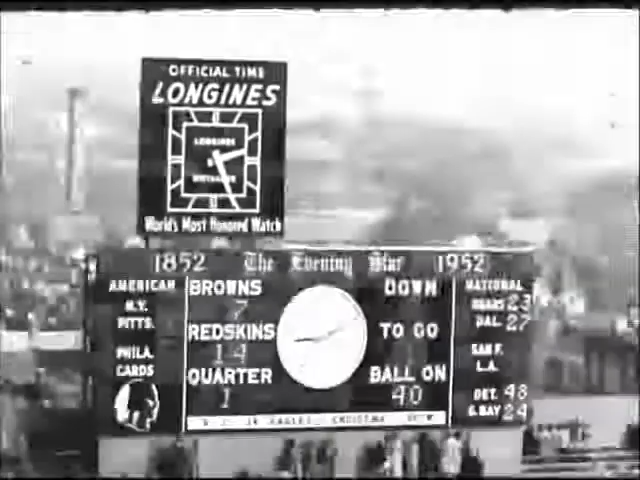 OFFICIAL TIME
LONGINES
LONGINES
WITTNAUER
World's Most Honored Watch
1852 The Evening Star 1952
AMERICAN
N.Y.
PITTS.
PHILA.
CARDS
BROWNS
7
REDSKINS
14
QUARTER
1
DOWN
TO GO
BALL ON
40
NATIONAL
BEARS 23
DAL. 27
SAN F.
L.A.
DET. 48
G.BAY 24
EAGLES CHRISTMAS